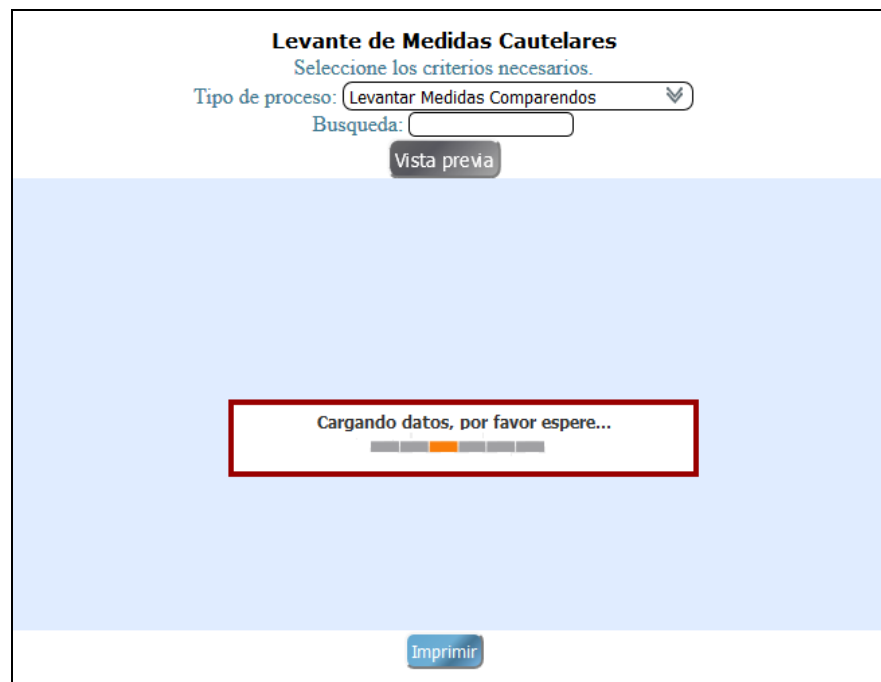 Levante de Medidas Cautelares
Seleccione los criterios necesarios.
Tipo de proceso: Levantar Medidas Comparendos
Busqueda:
Vista previa
Cargando datos, por favor espere...
Imprimir